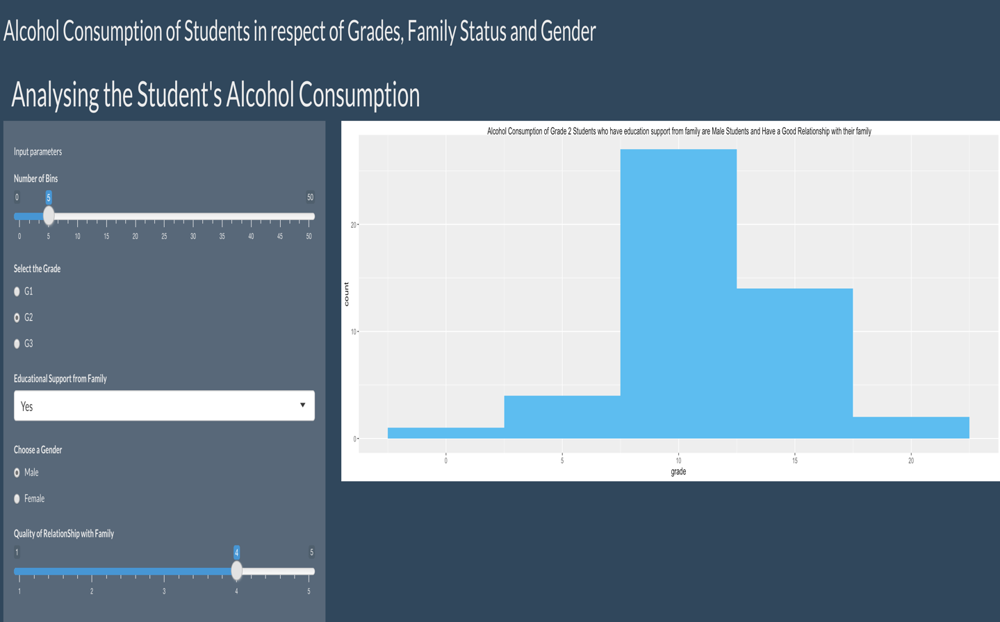 Alcohol Consumption of Students in respect of Grades, Family Status and Gender
Analysing the Student's Alcohol Consumption
Input parameters
Number of Bins
0 5 50
0 5 10 15 20 25 30 35 40 45 50
Select the Grade
G1
G2
G3
Educational Support from Family
Yes
Choose a Gender
Male
Female
Quality of RelationShip with Family
1 4 5
1 2 3 4 5
Alcohol Consumption of Grade 2 Students who have education support from family are Male Students and Have a Good Relationship with their family
count
20
10
0
0 5 10 15 20
grade